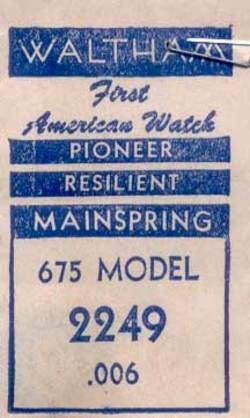 WALTHAM
First
American Watch
PIONEER
RESILIENT
MAINSPRING
675 MODEL
2249
.006